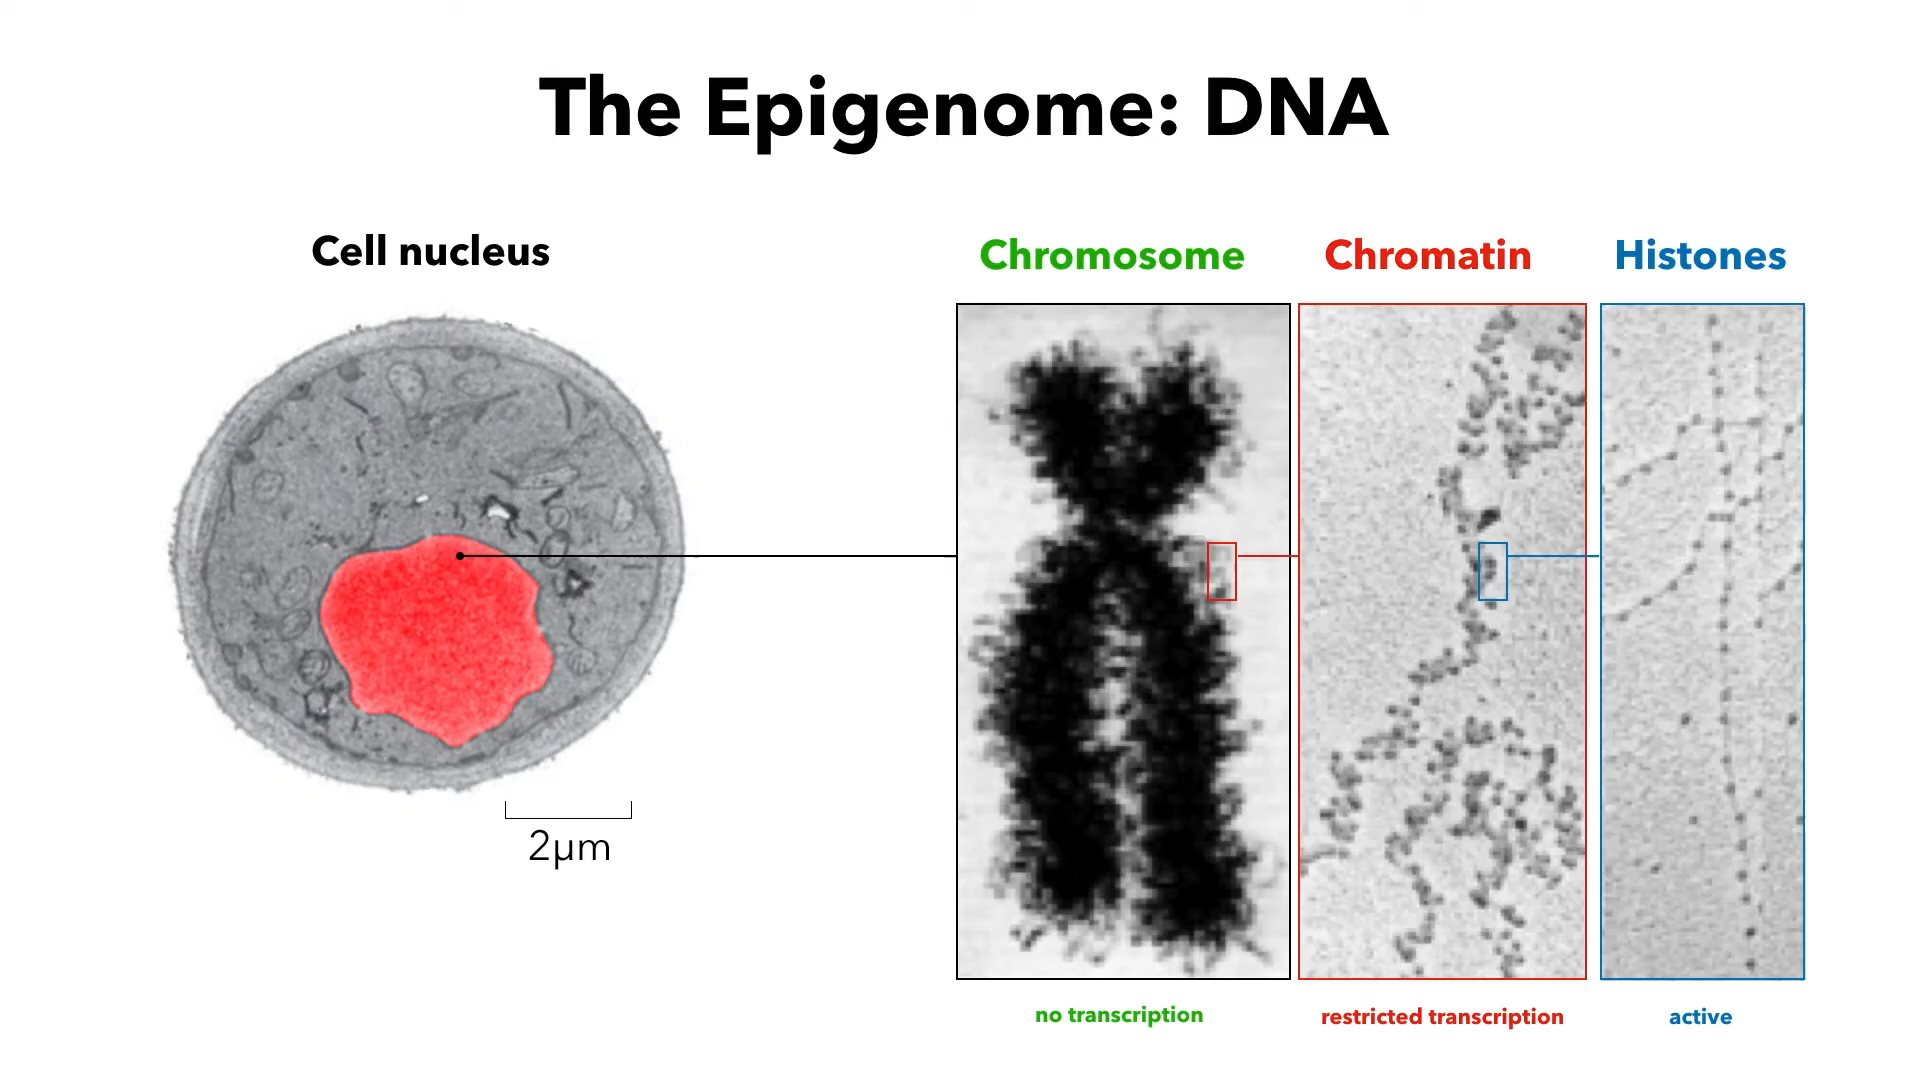 The Epigenome: DNA
Cell nucleus
Chromosome
Chromatin
Histones
2µm
no transcription
restricted transcription
active